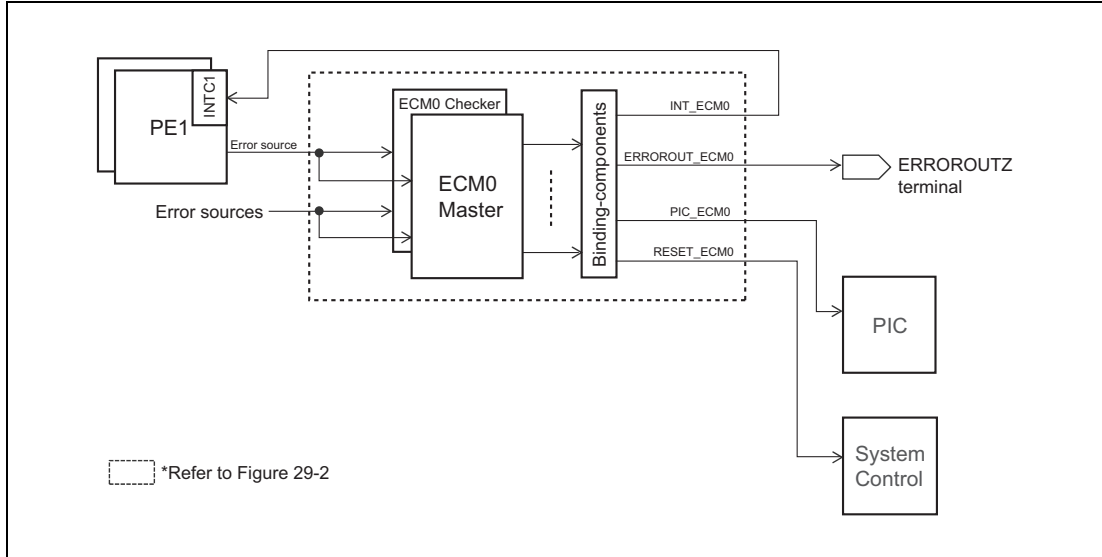 INTC1
PE1
Error source
Error sources
ECM0 Checker
ECM0
Master
Binding-components
INT_ECM0
ERROROUT_ECM0
PIC_ECM0
RESET_ECM0
ERROROUTZ
terminal
PIC
System
Control
*Refer to Figure 29-2